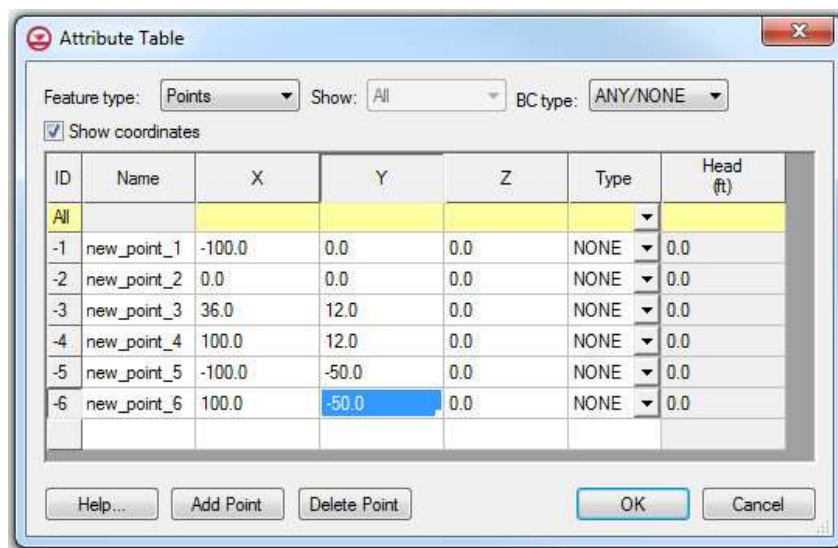 Attribute Table
Feature type: Points Show: All BC type: ANY/NONE
Show coordinates
ID Name X Y Z Type Head (ft)
All
-1 new_point_1 -100.0 0.0 0.0 NONE 0.0
-2 new_point_2 0.0 0.0 0.0 NONE 0.0
-3 new_point_3 36.0 12.0 0.0 NONE 0.0
-4 new_point_4 100.0 12.0 0.0 NONE 0.0
-5 new_point_5 -100.0 -50.0 0.0 NONE 0.0
-6 new_point_6 100.0 -50.0 0.0 NONE 0.0
Help... Add Point Delete Point OK Cancel